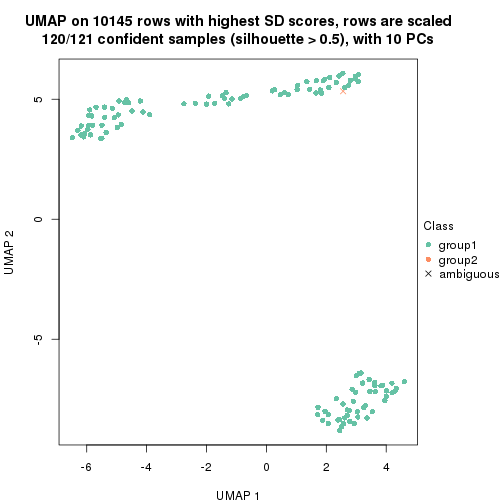 UMAP on 10145 rows with highest SD scores, rows are scaled
120/121 confident samples (silhouette > 0.5), with 10 PCs
5
0
-5
UMAP 2
-6
-4
-2
0
2
4
UMAP 1
Class
group1
group2
ambiguous